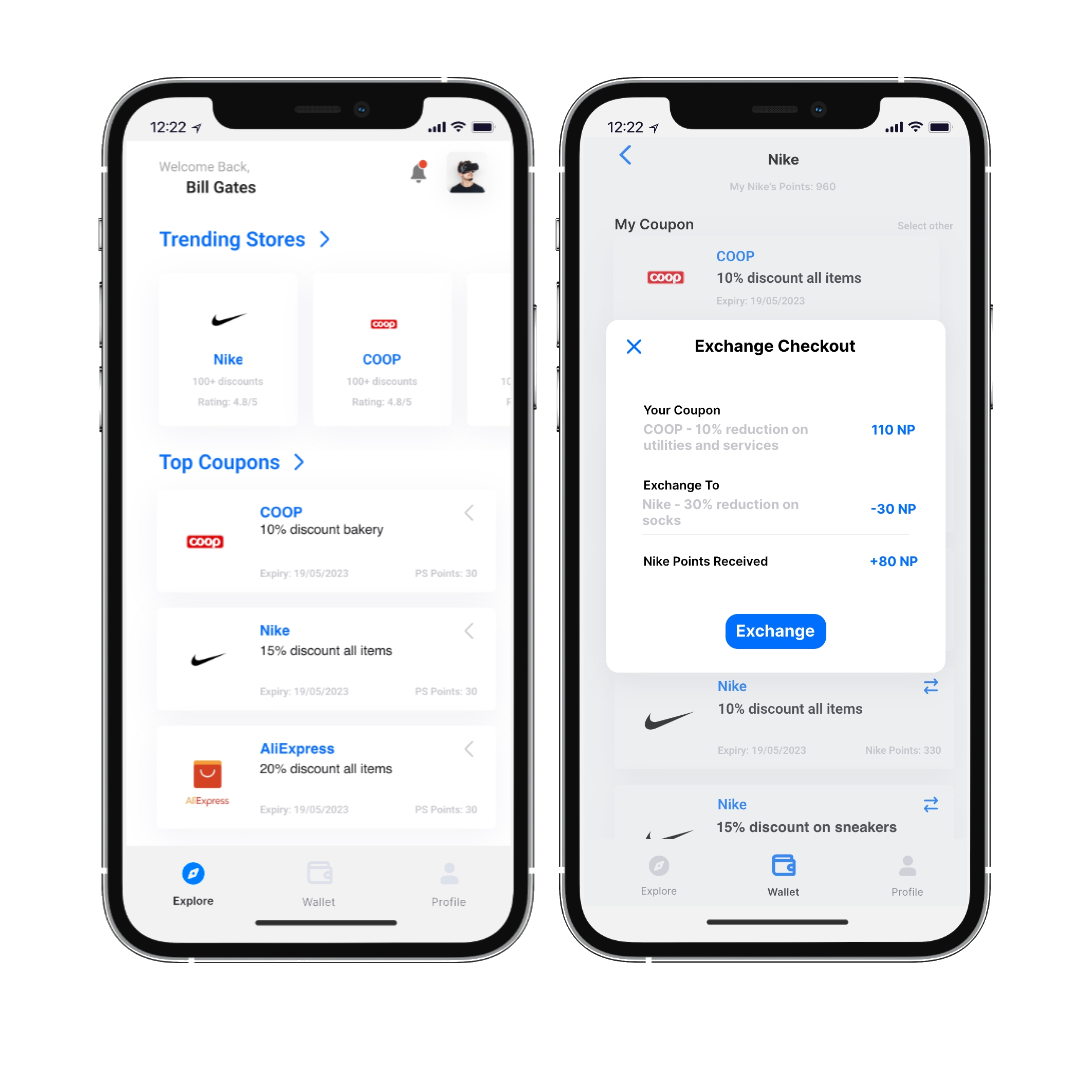 12:22
Welcome Back,
Bill Gates
Trending Stores
Nike
100+ discounts
Rating: 4.8/5
coop
COOP
100+ discounts
Rating: 4.8/5
Top Coupons
coop
COOP
10% discount bakery
Expiry: 19/05/2023
PS Points: 30
Nike
15% discount all items
Expiry: 19/05/2023
PS Points: 30
AliExpress
AliExpress
20% discount all items
Expiry: 19/05/2023
PS Points: 30
Explore
Wallet
Profile
12:22
Nike
My Nike's Points: 960
My Coupon
Select other
coop
COOP
10% discount all items
Expiry: 19/05/2023
Exchange Checkout
Your Coupon
COOP - 10% reduction on
utilities and services
110 NP
Exchange To
Nike - 30% reduction on
socks
-30 NP
Nike Points Received
+80 NP
Exchange
Nike
10% discount all items
Expiry: 19/05/2023
Nike Points: 330
Nike
15% discount on sneakers
Explore
Wallet
Profile